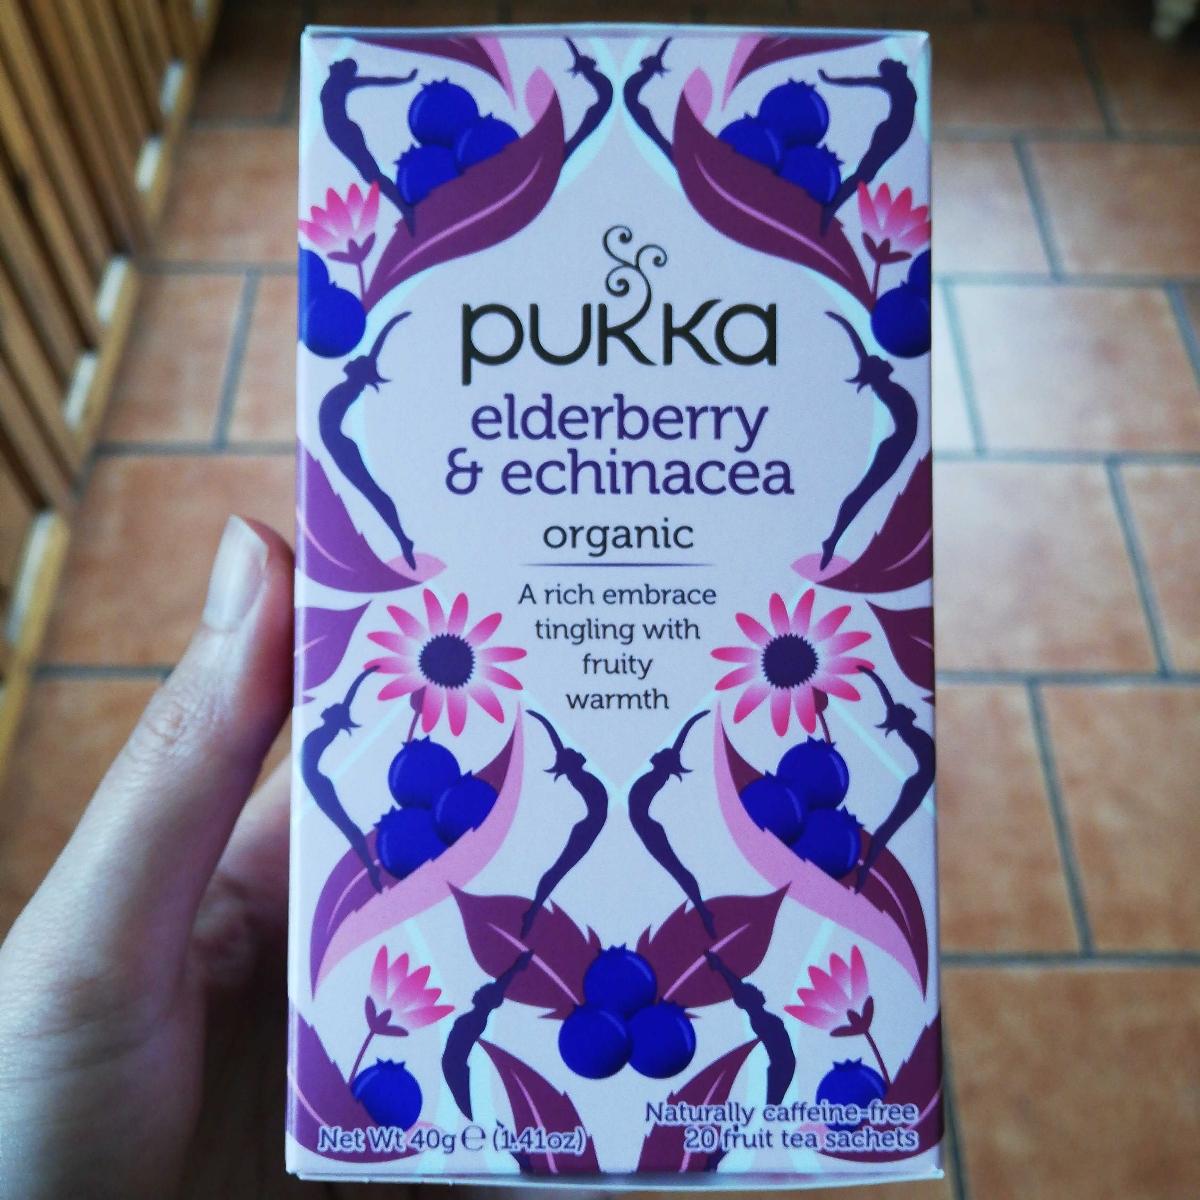 pukka
elderberry
& echinacea
organic
A rich embrace
tingling with
fruity
warmth
Naturally caffeine-free
Net Wt 40g ℮ (1.41oz)
20 fruit tea sachets